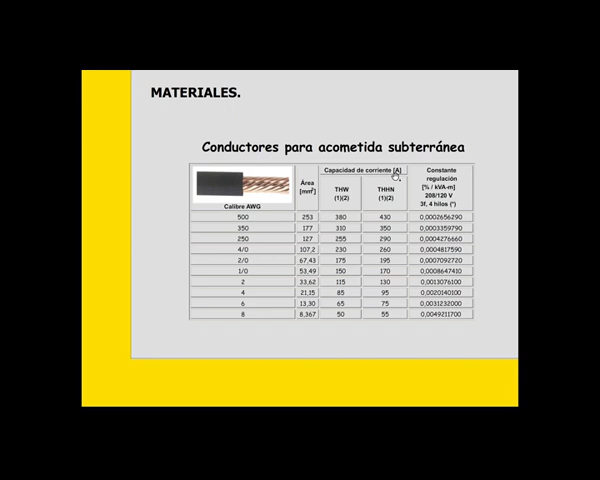 MATERIALES.
Conductores para acometida subterránea
Calibre AWG
Área
[mm²]
Capacidad de corriente [A]
THW
(1)(2)
THHN
(1)(2)
Constante
regulación
[% / kVA-m]
208/120 V
3f, 4 hilos (*)
500 253 380 430 0,0002656290
350 177 310 350 0,0003359790
250 127 255 290 0,0004276660
4/0 107,2 230 260 0,0004817590
2/0 67,43 175 195 0,0007092720
1/0 53,49 150 170 0,0008647410
2 33,62 115 130 0,0013076100
4 21,15 85 95 0,0020140100
6 13,30 65 75 0,0031232000
8 8,367 50 55 0,0049211700